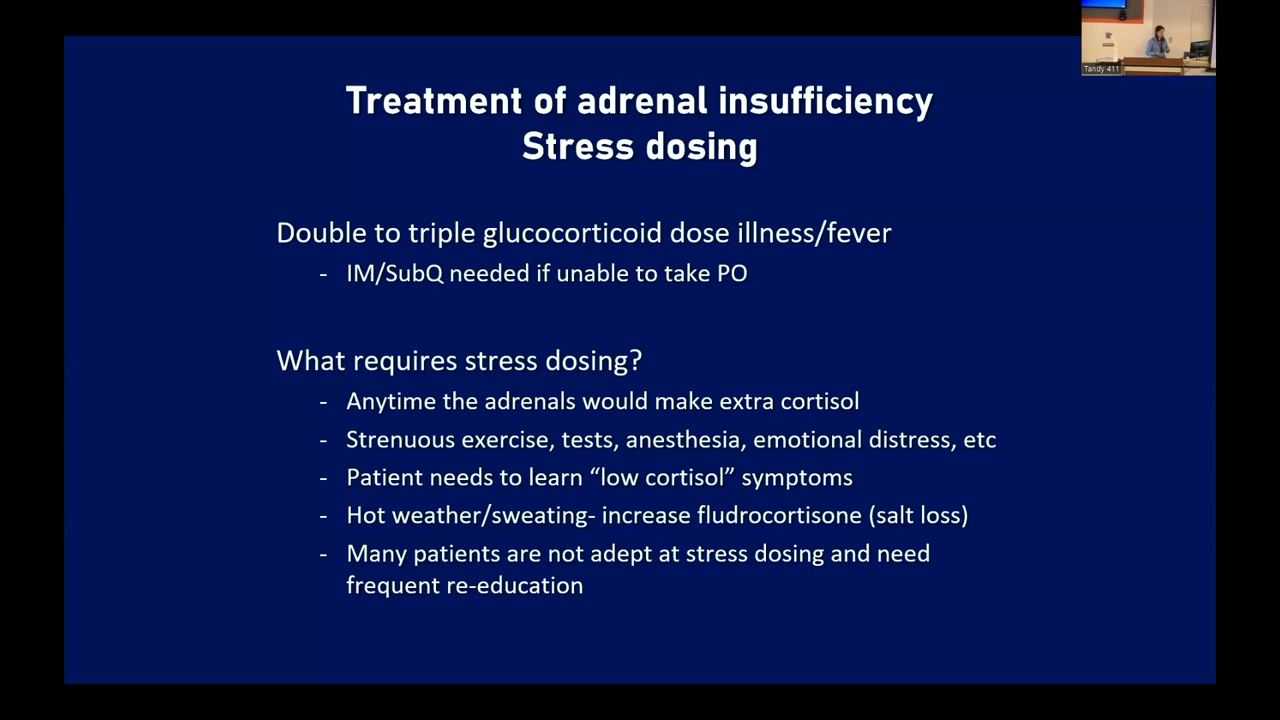 Tandy 411
Treatment of adrenal insufficiency
Stress dosing
Double to triple glucocorticoid dose illness/fever
- IM/SubQ needed if unable to take PO
What requires stress dosing?
- Anytime the adrenals would make extra cortisol
- Strenuous exercise, tests, anesthesia, emotional distress, etc
- Patient needs to learn “low cortisol” symptoms
- Hot weather/sweating- increase fludrocortisone (salt loss)
- Many patients are not adept at stress dosing and need
frequent re-education